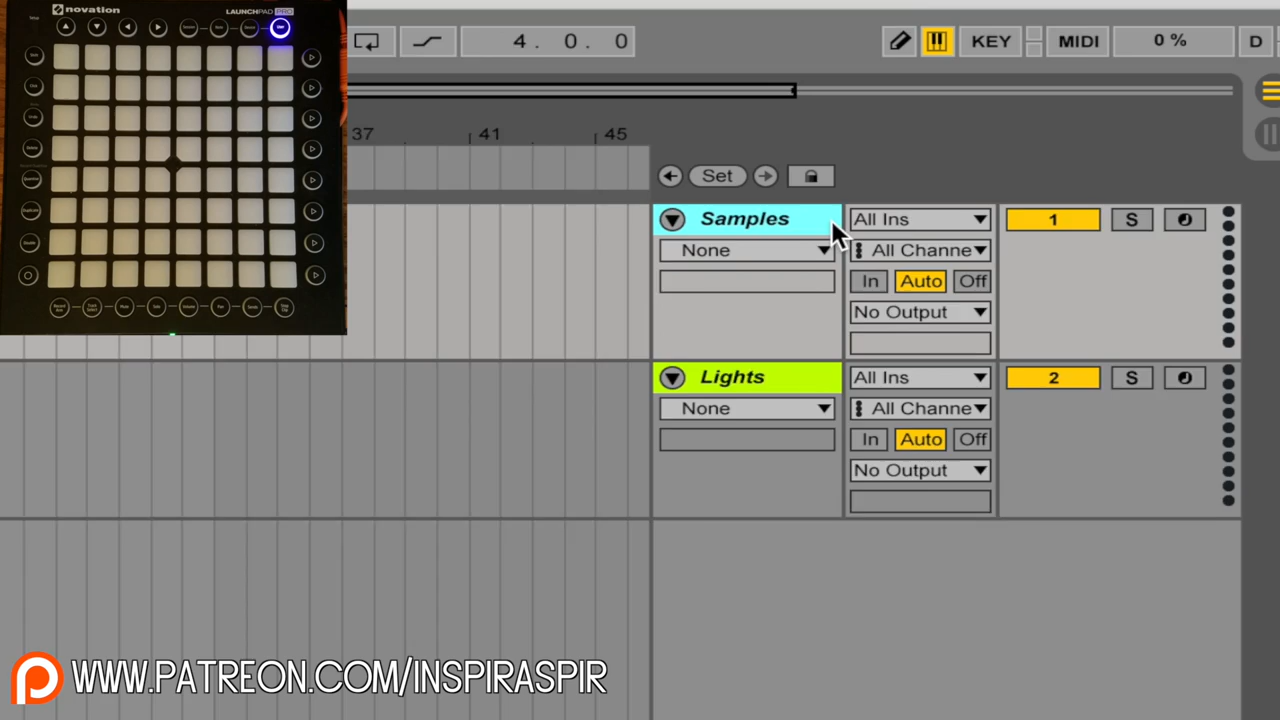 novation
LAUNCHPAD PRO
4. 0. 0
KEY
MIDI
0 %
D
37
41
45
Set
Samples
All Ins
1
S
None
All Channe
In
Auto
Off
No Output
Lights
All Ins
2
S
None
All Channe
In
Auto
Off
No Output
WWW.PATREON.COM/INSPIRASPIR